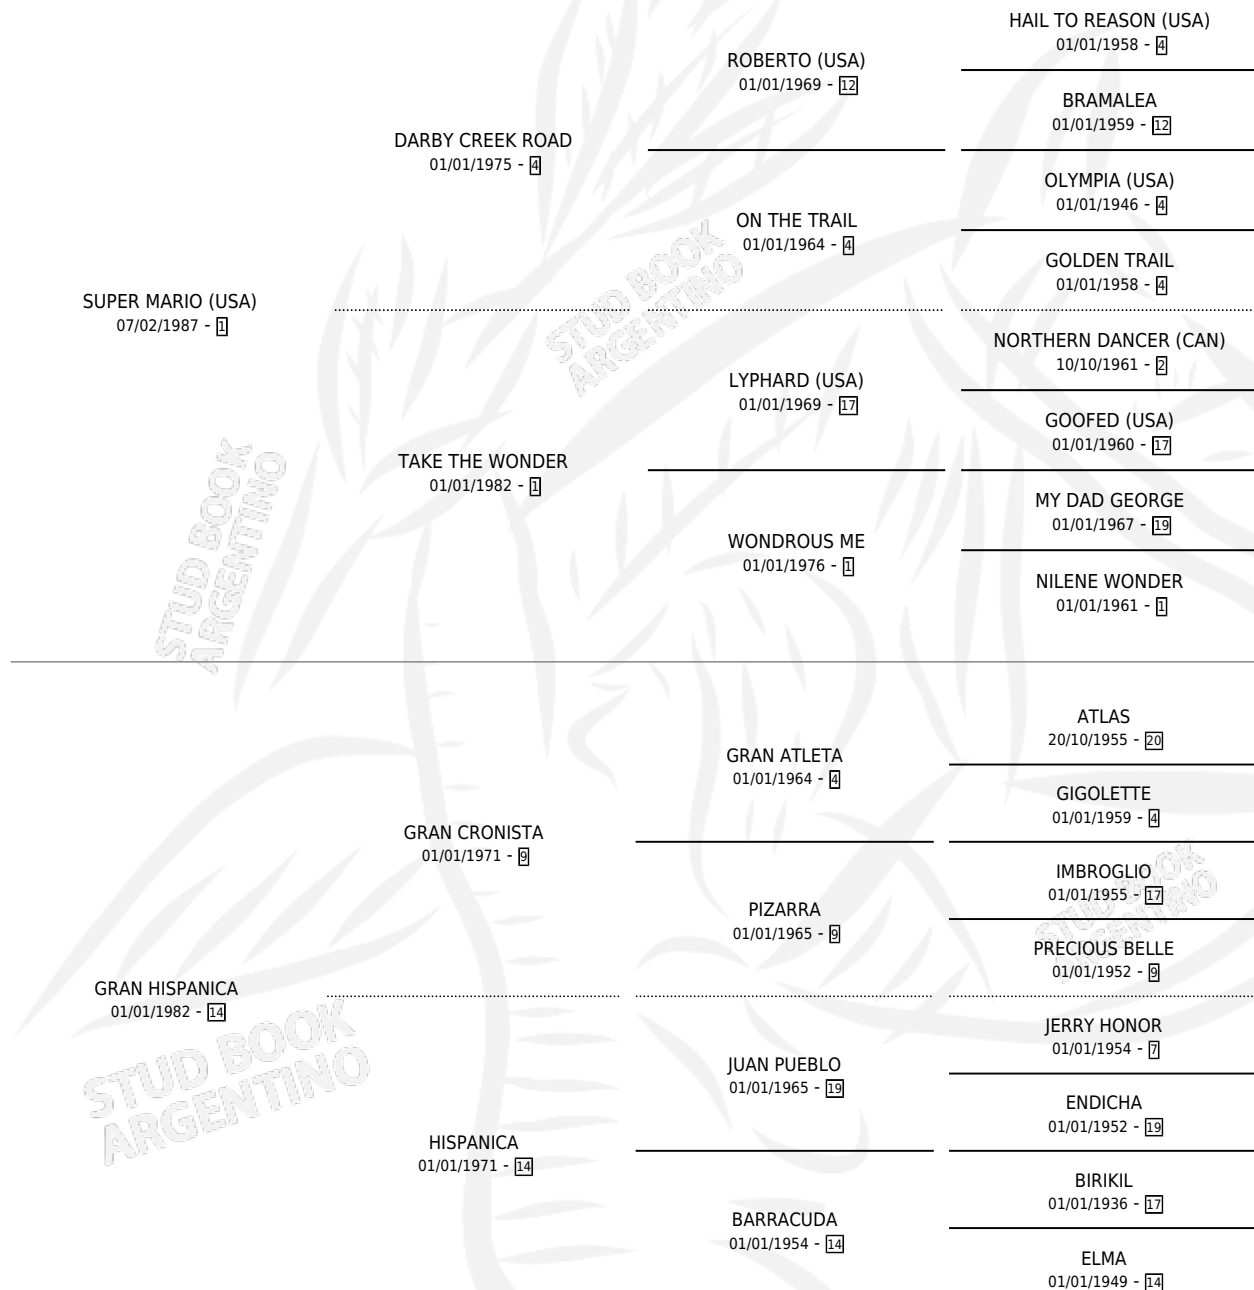 HAIL TO REASON (USA)
01/01/1958 - 4
ROBERTO (USA)
01/01/1969 - 12
BRAMALEA
01/01/1959 - 12
DARBY CREEK ROAD
01/01/1975 - 4
OLYMPIA (USA)
01/01/1946 - 4
ON THE TRAIL
01/01/1964 - 4
GOLDEN TRAIL
01/01/1958 - 4
SUPER MARIO (USA)
07/02/1987 - 1
NORTHERN DANCER (CAN)
10/10/1961 - 2
LYPHARD (USA)
01/01/1969 - 17
GOOFED (USA)
01/01/1960 - 17
TAKE THE WONDER
01/01/1982 - 1
MY DAD GEORGE
01/01/1967 - 19
WONDROUS ME
01/01/1976 - 1
NILENE WONDER
01/01/1961 - 1
ATLAS
20/10/1955 - 20
GRAN ATLETA
01/01/1964 - 4
GIGOLETTE
01/01/1959 - 4
GRAN CRONISTA
01/01/1971 - 9
IMBROGLIO
01/01/1955 - 17
PIZARRA
01/01/1965 - 9
PRECIOUS BELLE
01/01/1952 - 9
GRAN HISPANICA
01/01/1982 - 14
JERRY HONOR
01/01/1954 - 7
JUAN PUEBLO
01/01/1965 - 19
ENDICHA
01/01/1952 - 19
HISPANICA
01/01/1971 - 14
BIRIKIL
01/01/1936 - 17
BARRACUDA
01/01/1954 - 14
ELMA
01/01/1949 - 14
STUD BOOK
ARGENTINO
STUD BOOK
ARGENTINO
STUD BOOK
ARGENTINO
STUD BOOK
ARGENTINO